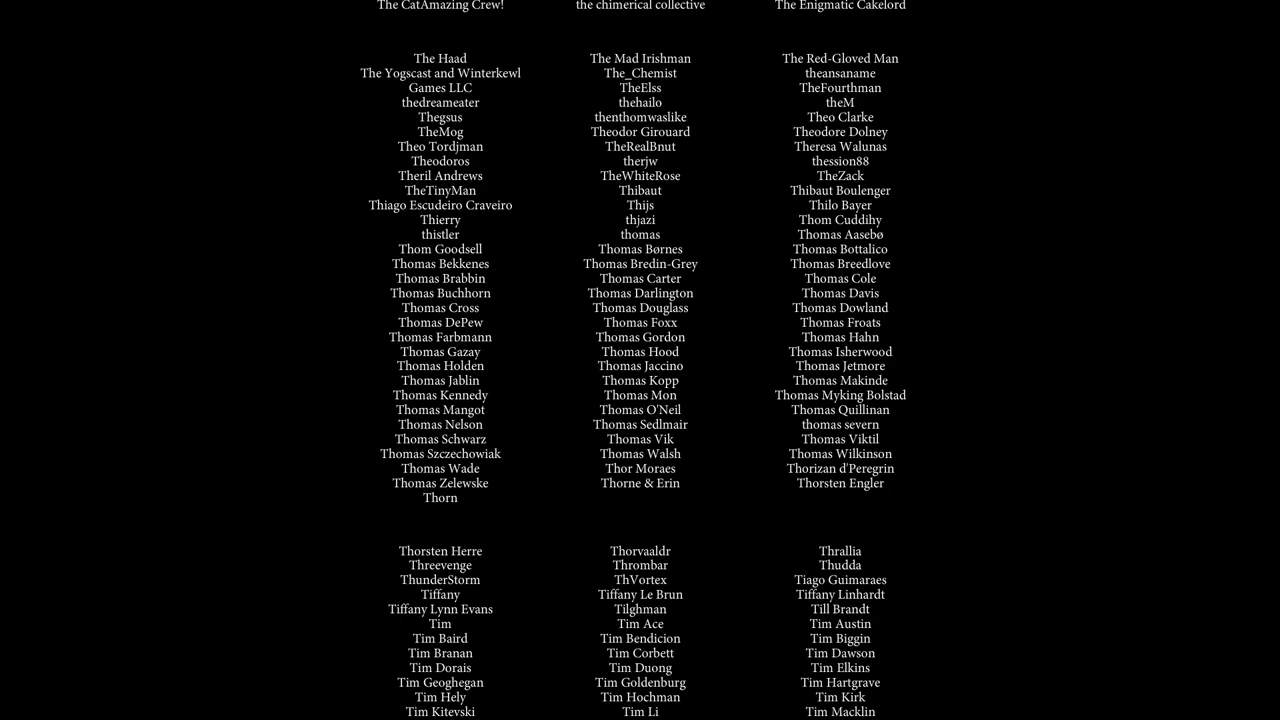 The CatAmazing Crew! the chimerical collective The Enigmatic Cakelord
The Haad The Mad Irishman The Red-Gloved Man
The Yogscast and Winterkewl The_Chemist theansaname
Games LLC TheElss TheFourthman
thedreameater thehailo theM
Thegsus thenthomwaslike Theo Clarke
TheMog Theodor Girouard Theodore Dolney
Theo Tordjman TheRealBnut Theresa Walunas
Theodoros therjw thession88
Theril Andrews TheWhiteRose TheZack
TheTinyMan Thibaut Thibaut Boulenger
Thiago Escudeiro Craveiro Thijs Thilo Bayer
Thierry thjazi Thom Cuddihy
thistler thomas Thomas Aasebø
Thom Goodsell Thomas Børnes Thomas Bottalico
Thomas Bekkenes Thomas Bredin-Grey Thomas Breedlove
Thomas Brabbin Thomas Carter Thomas Cole
Thomas Buchhorn Thomas Darlington Thomas Davis
Thomas Cross Thomas Douglass Thomas Dowland
Thomas DePew Thomas Foxx Thomas Froats
Thomas Farbmann Thomas Gordon Thomas Hahn
Thomas Gazay Thomas Hood Thomas Isherwood
Thomas Holden Thomas Jaccino Thomas Jetmore
Thomas Jablin Thomas Kopp Thomas Makinde
Thomas Kennedy Thomas Mon Thomas Myking Bolstad
Thomas Mangot Thomas O'Neil Thomas Quillinan
Thomas Nelson Thomas Sedlmair thomas severn
Thomas Schwarz Thomas Vik Thomas Viktil
Thomas Szczechowiak Thomas Walsh Thomas Wilkinson
Thomas Wade Thor Moraes Thorizan d'Peregrin
Thomas Zelewske Thorne & Erin Thorsten Engler
Thorn
Thorsten Herre Thorvaaldr Thrallia
Threevenge Thrombar Thudda
ThunderStorm ThVortex Tiago Guimaraes
Tiffany Tiffany Le Brun Tiffany Linhardt
Tiffany Lynn Evans Tilghman Till Brandt
Tim Tim Ace Tim Austin
Tim Baird Tim Bendicion Tim Biggin
Tim Branan Tim Corbett Tim Dawson
Tim Dorais Tim Duong Tim Elkins
Tim Geoghegan Tim Goldenburg Tim Hartgrave
Tim Hely Tim Hochman Tim Kirk
Tim Kitevski Tim Li Tim Macklin